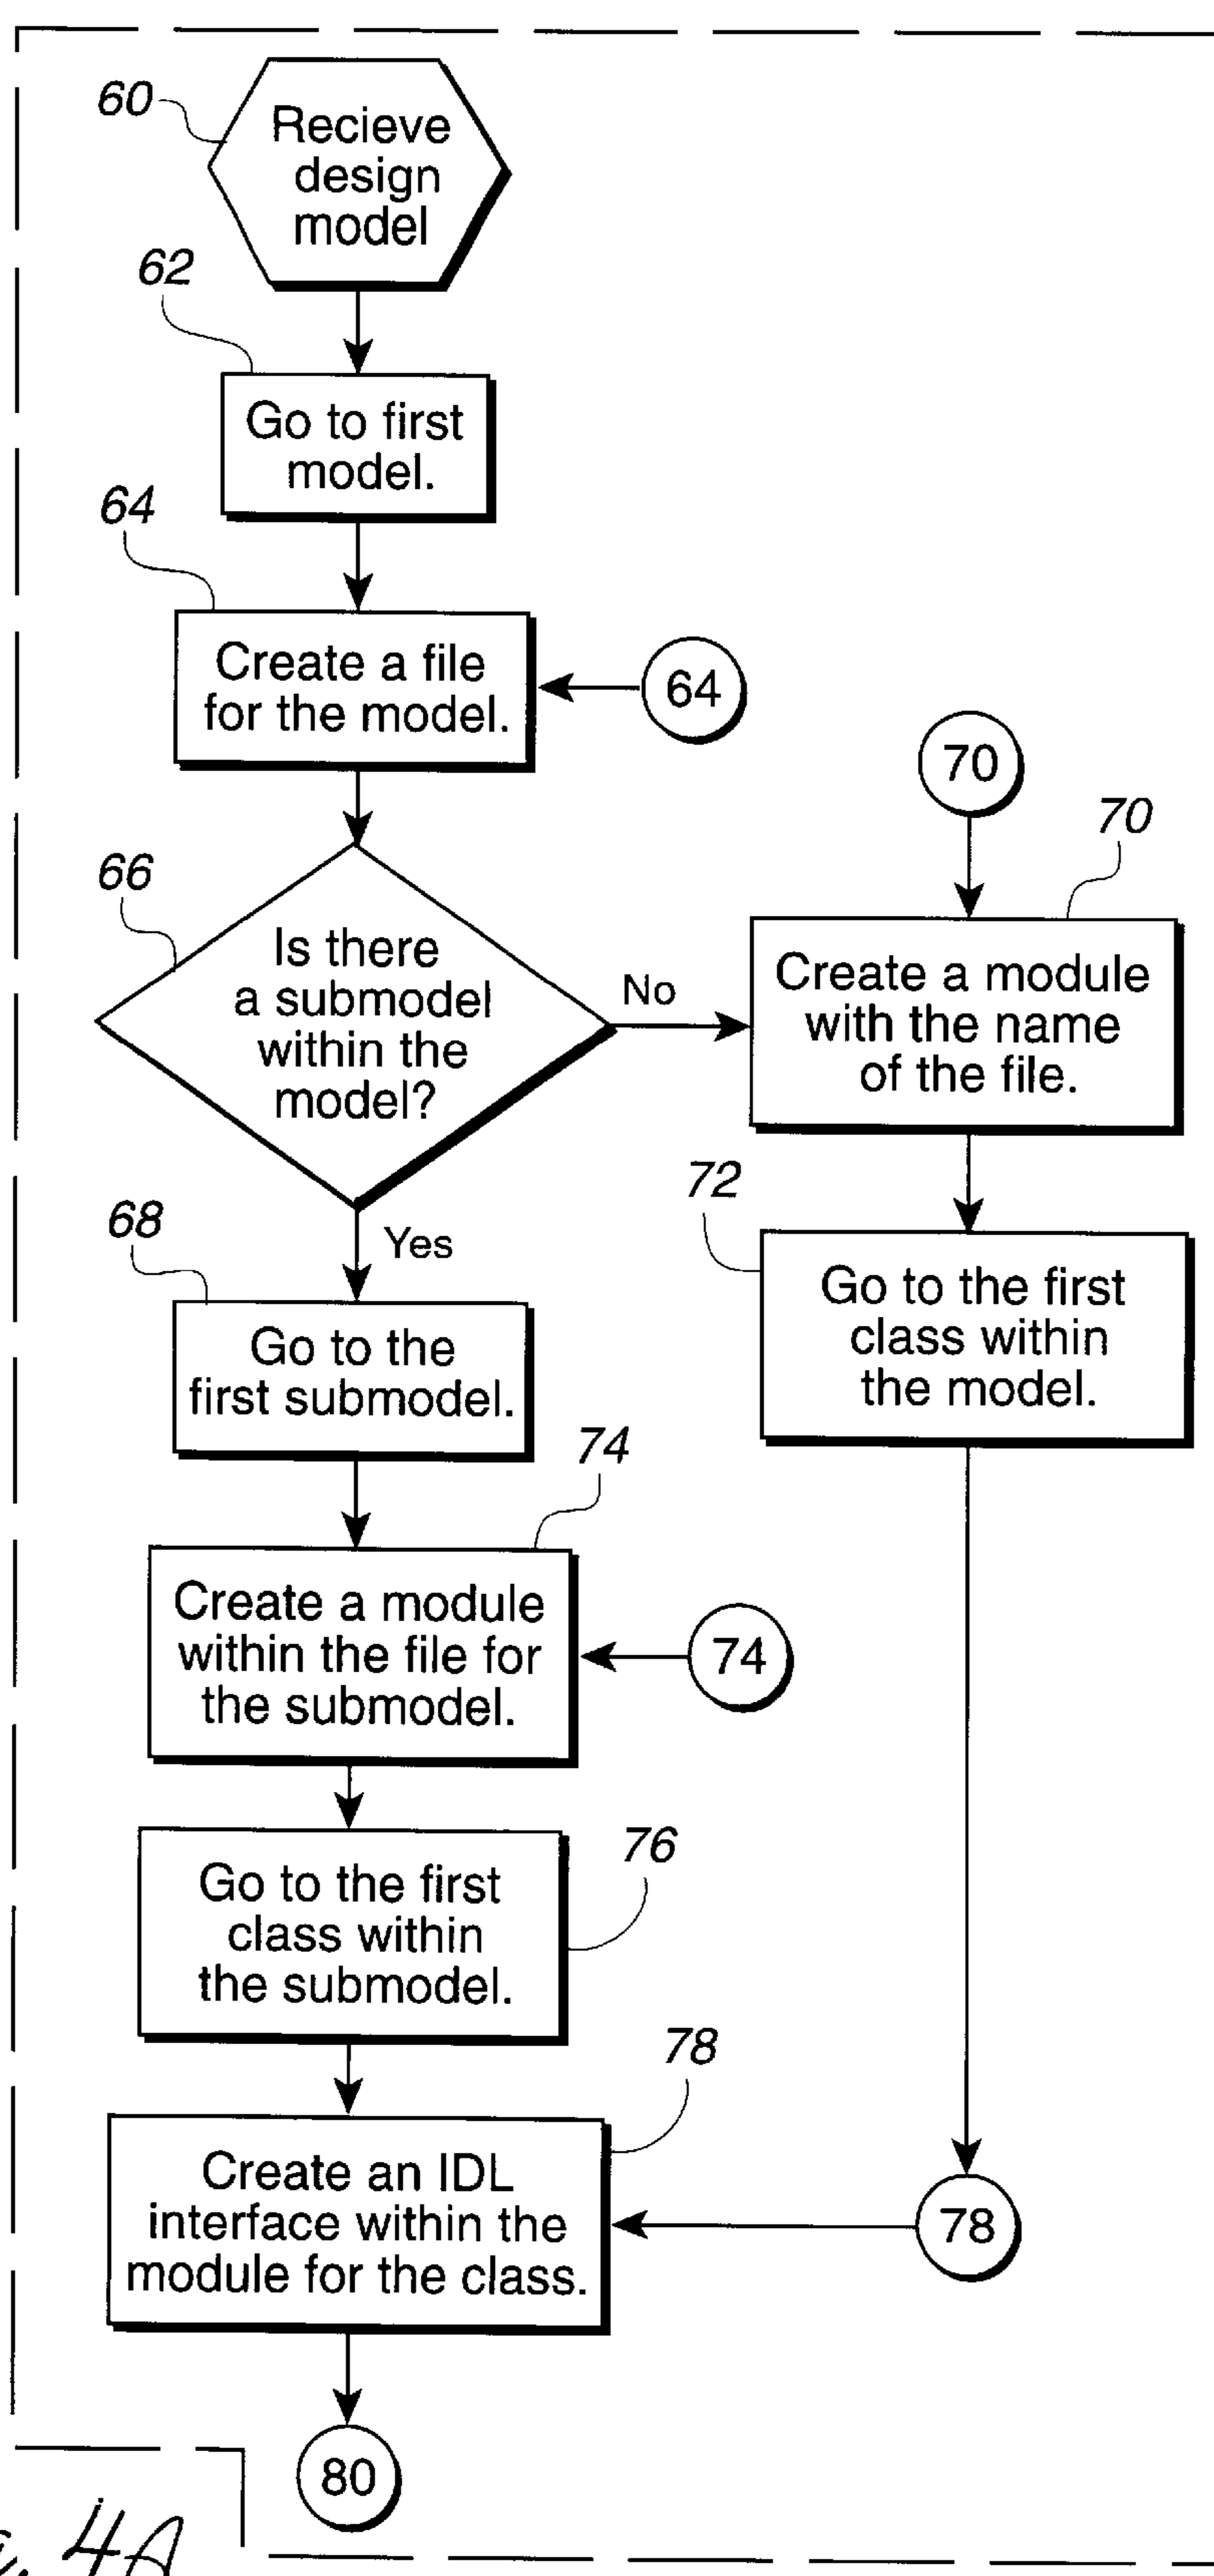 60
Recieve
design
model
62
Go to first
model.
64
Create a file
for the model.
64
70
70
66
Is there
a submodel
within the
model?
No
Create a module
with the name
of the file.
72
68
Yes
Go to the first
class within
the model.
Go to the
first submodel.
74
Create a module
within the file for
the submodel.
74
76
Go to the first
class within
the submodel.
78
Create an IDL
interface within the
module for the class.
78
80
4A